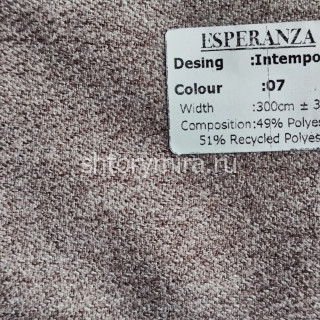 ESPERANZA
Desing :Intempo
Colour :07
Width :300cm ± 3
Composition:49% Polyes
51% Recycled Polyes
shtorymira.ru